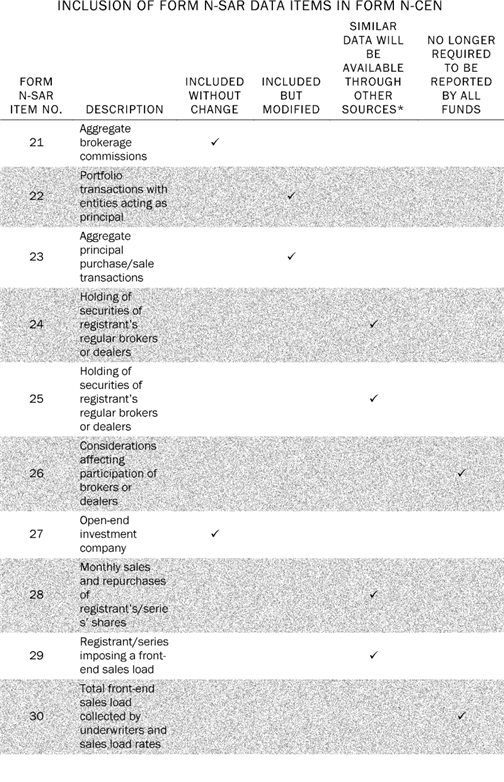 INCLUSION OF FORM N-SAR DATA ITEMS IN FORM N-CEN
FORM
N-SAR
ITEM NO.
DESCRIPTION
INCLUDED
WITHOUT
CHANGE
INCLUDED
BUT
MODIFIED
SIMILAR
DATA WILL
BE
AVAILABLE
THROUGH
OTHER
SOURCES*
NO LONGER
REQUIRED
TO BE
REPORTED
BY ALL
FUNDS
21
Aggregate
brokerage
commissions
✓
22
Portfolio
transactions with
entities acting as
principal
✓
23
Aggregate
principal
purchase/sale
transactions
✓
24
Holding of
securities of
registrant's
regular brokers
or dealers
✓
25
Holding of
securities of
registrant's
regular brokers
or dealers
✓
26
Considerations
affecting
participation of
brokers or
dealers
✓
27
Open-end
investment
company
✓
28
Monthly sales
and repurchases
of
registrant's/serie
s' shares
✓
29
Registrant/series
imposing a front-
end sales load
✓
30
Total front-end
sales load
collected by
underwriters and
sales load rates
✓